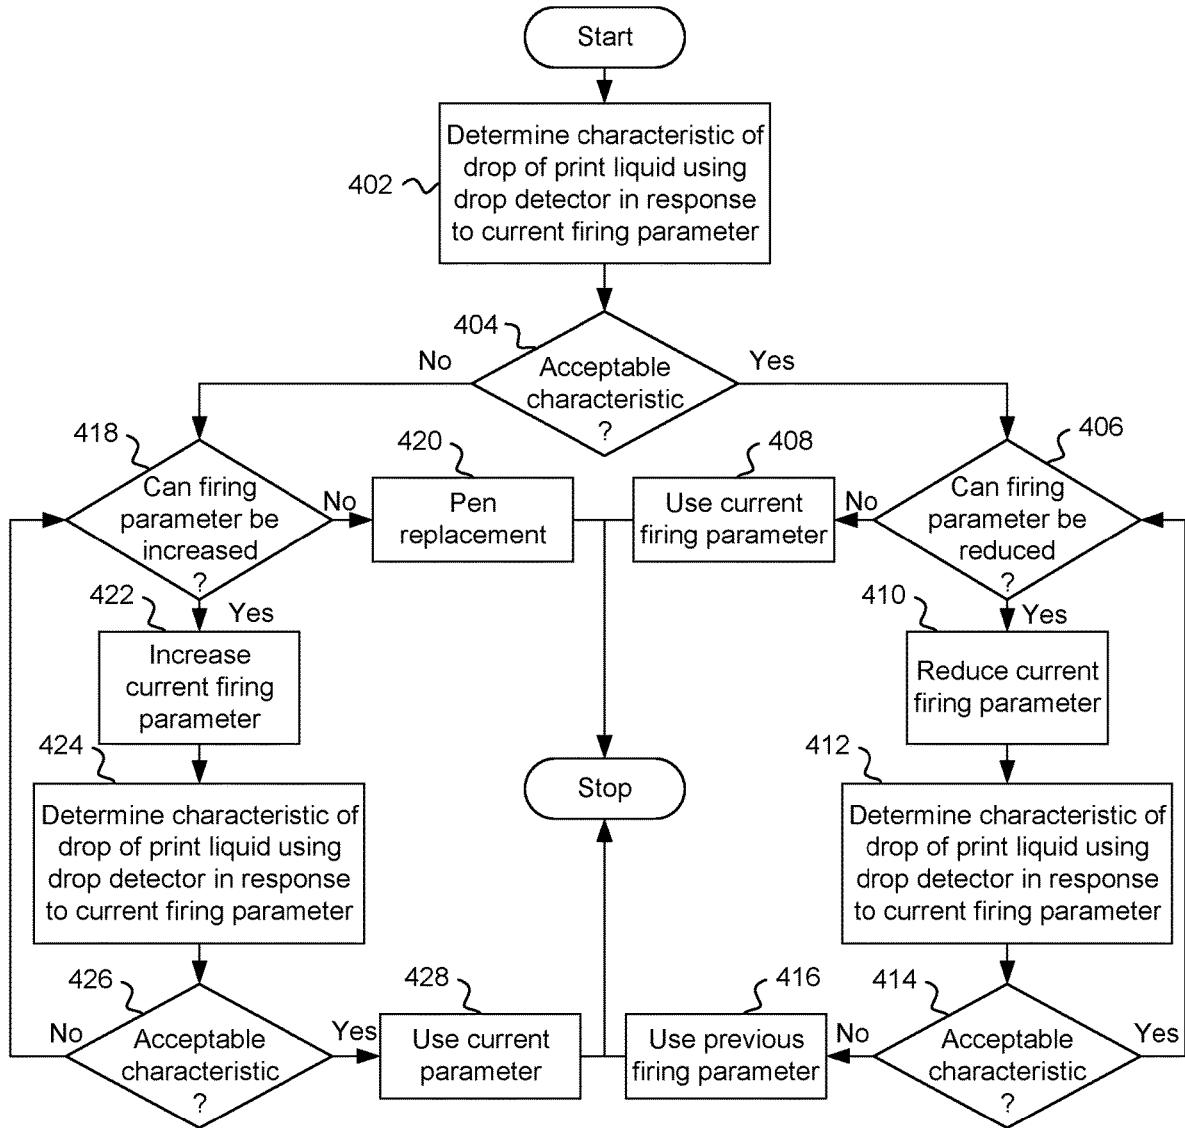 Start
402
Determine characteristic of
drop of print liquid using
drop detector in response
to current firing parameter
404
Acceptable
characteristic
?
No
Yes
418
Can firing
parameter be
increased
?
No
420
Pen
replacement
408
Use current
firing parameter
No
406
Can firing
parameter be
reduced
?
422
Yes
Increase
current firing
parameter
410
Yes
Reduce current
firing parameter
424
Determine characteristic of
drop of print liquid using
drop detector in response
to current firing parameter
Stop
412
Determine characteristic of
drop of print liquid using
drop detector in response
to current firing parameter
426
No
Acceptable
characteristic
?
Yes
428
Use current
parameter
416
Use previous
firing parameter
No
414
Acceptable
characteristic
?
Yes